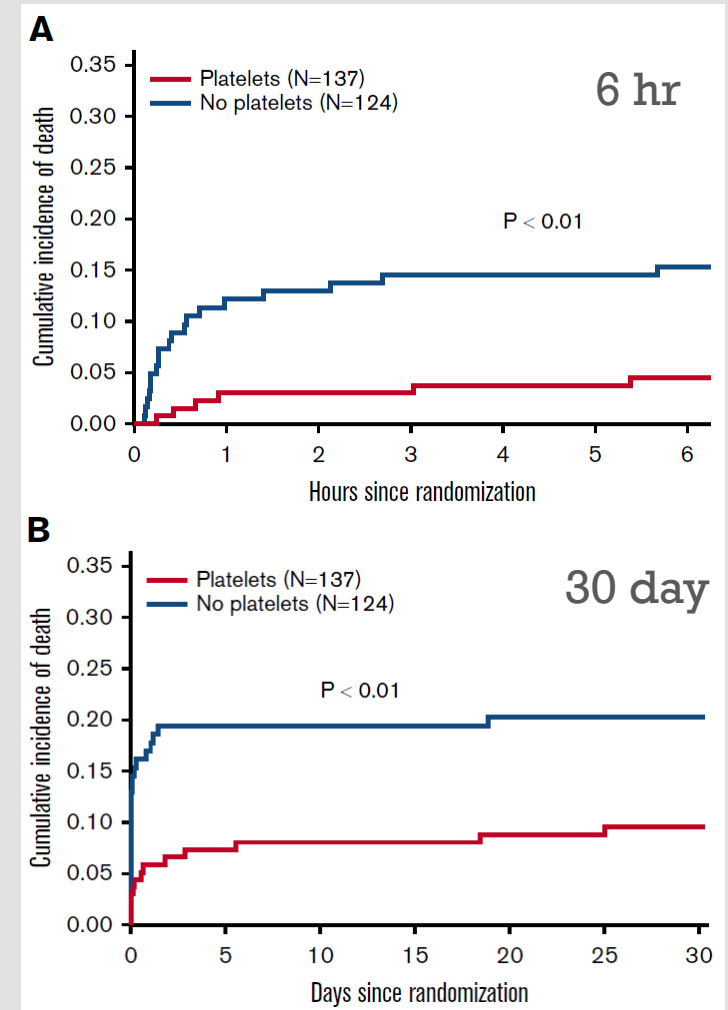 A
0.35
Platelets (N=137)
6 hr
No platelets (N=124)
0.30
0.25
0.20
P < 0.01
0.15
0.10
0.05
0.00
Cumulative incidence of death
0 1 2 3 4 5 6
Hours since randomization
B
0.35
Platelets (N=137)
30 day
No platelets (N=124)
0.30
0.25
P < 0.01
0.20
0.15
0.10
0.05
0.00
Cumulative incidence of death
0 5 10 15 20 25 30
Days since randomization